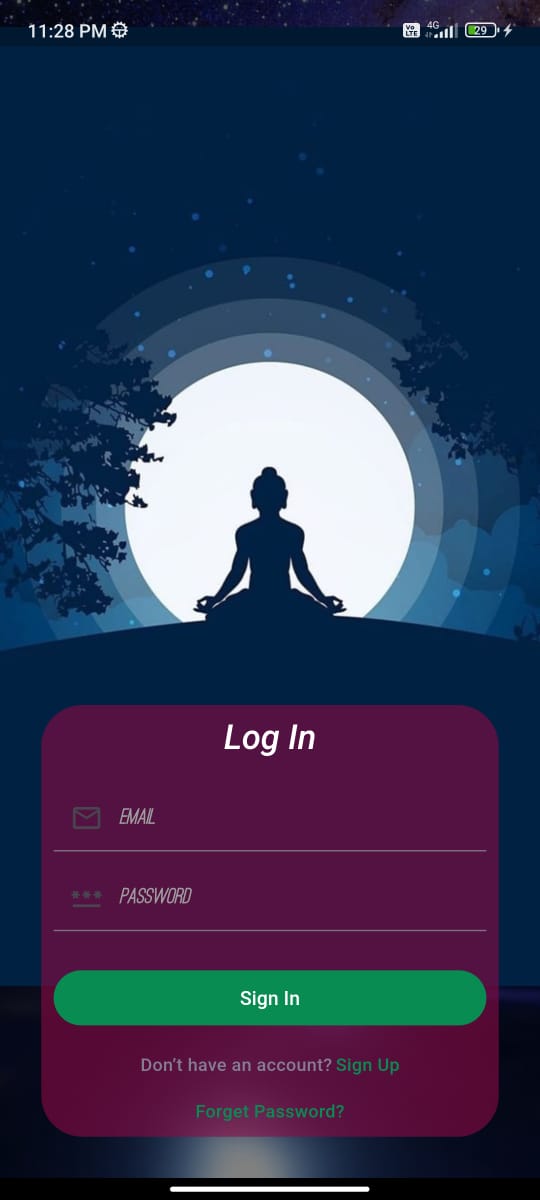 11:28 PM Vo LTE 4G 29
Log In
EMAIL
*** PASSWORD
Sign In
Don't have an account? Sign Up
Forget Password?